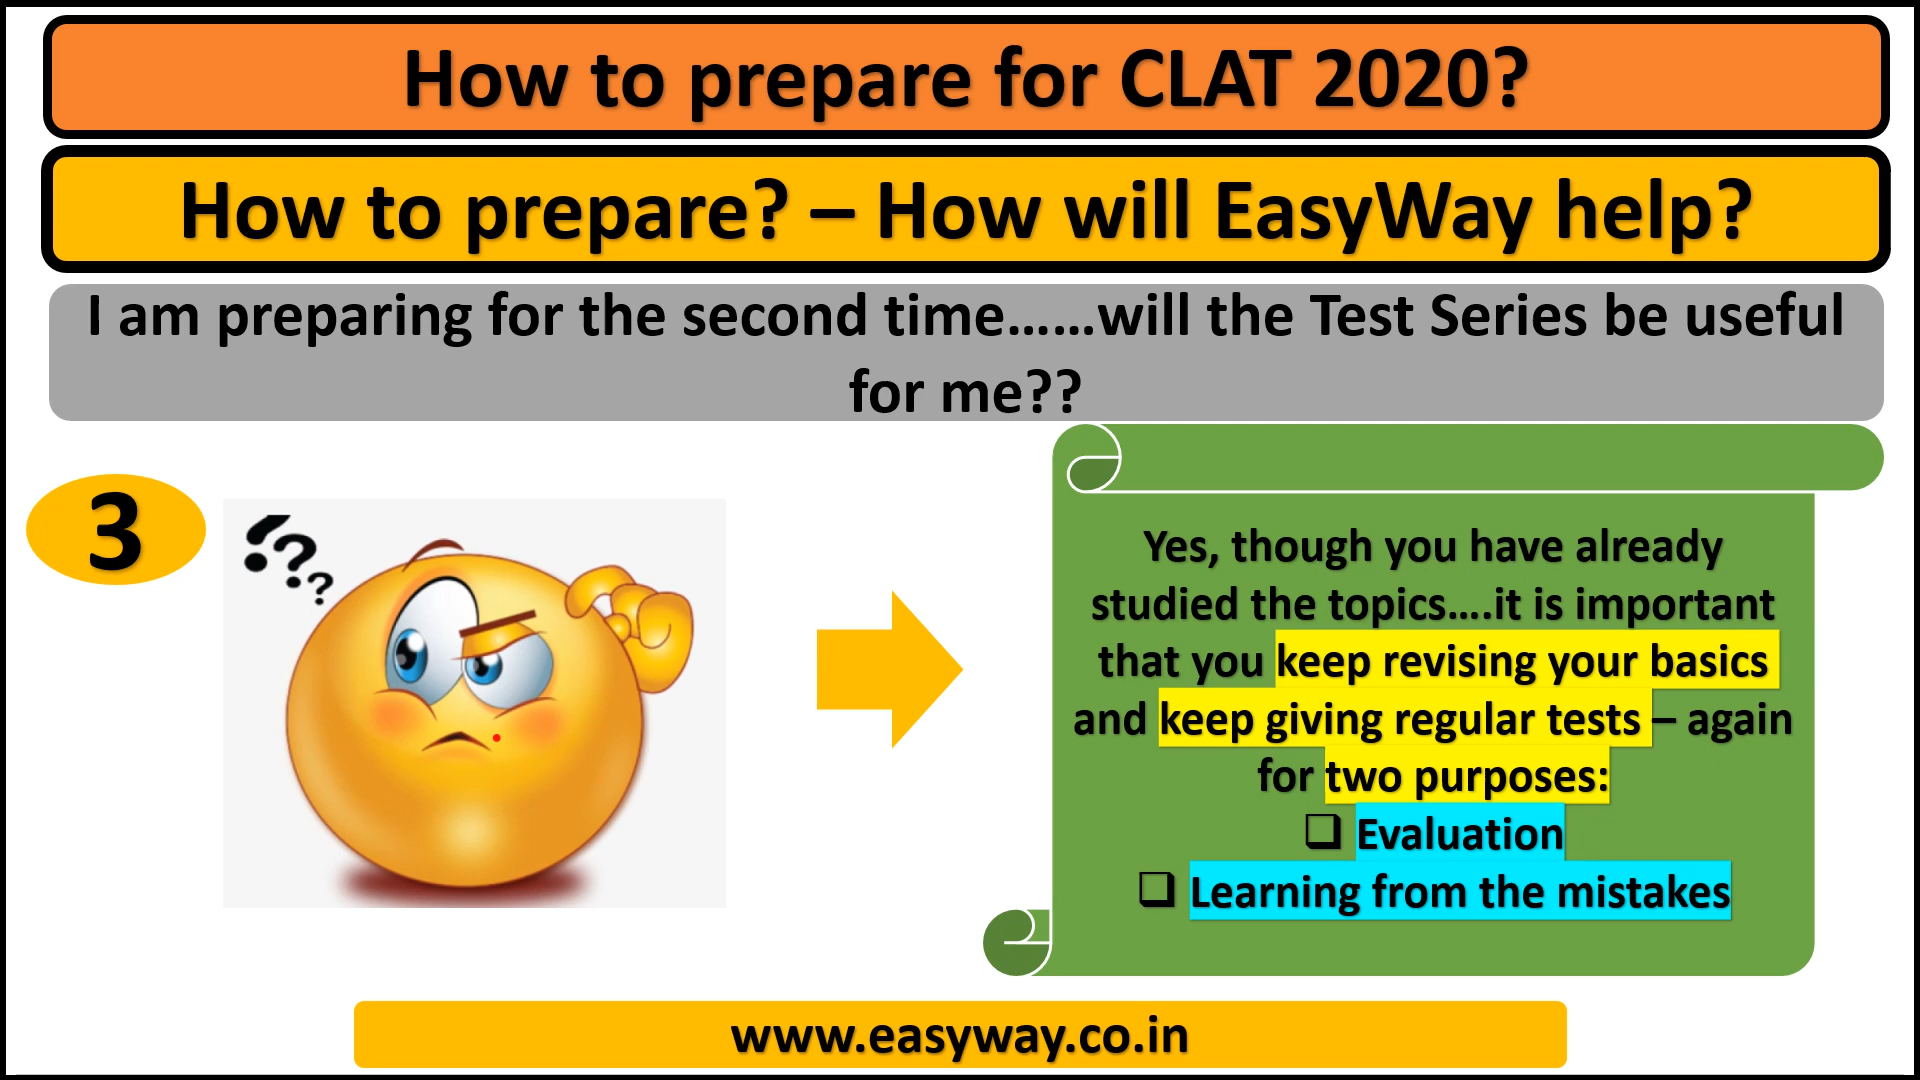 How to prepare for CLAT 2020?
How to prepare? – How will EasyWay help?
I am preparing for the second time……will the Test Series be useful
for me??
3
???
Yes, though you have already
studied the topics….it is important
that you keep revising your basics
and keep giving regular tests – again
for two purposes:
❑ Evaluation
❑ Learning from the mistakes
www.easyway.co.in